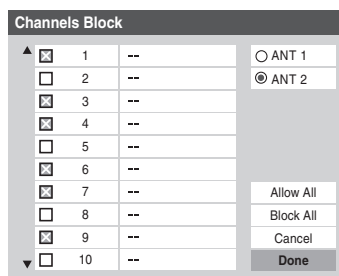 Channels Block
1 -- ANT 1
2 -- ANT 2
3 --
4 --
5 --
6 --
7 -- Allow All
8 -- Block All
9 -- Cancel
10 -- Done